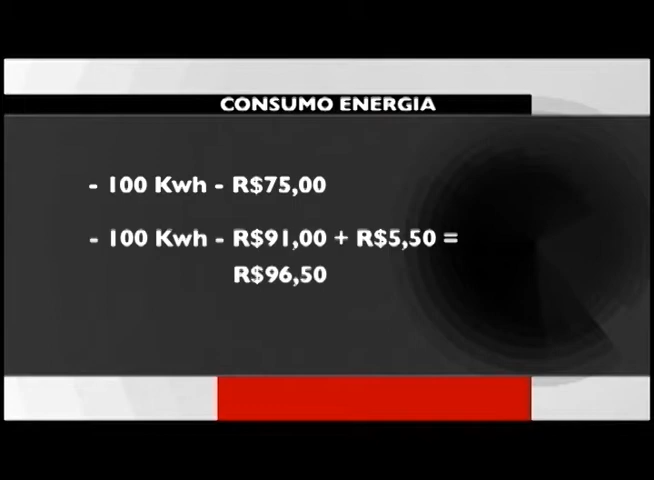 CONSUMO ENERGIA
- 100 Kwh - R$75,00
- 100 Kwh - R$91,00 + R$5,50 =
R$96,50